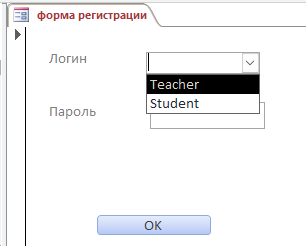 форма регистрации
Логин
Teacher
Student
Пароль
OK